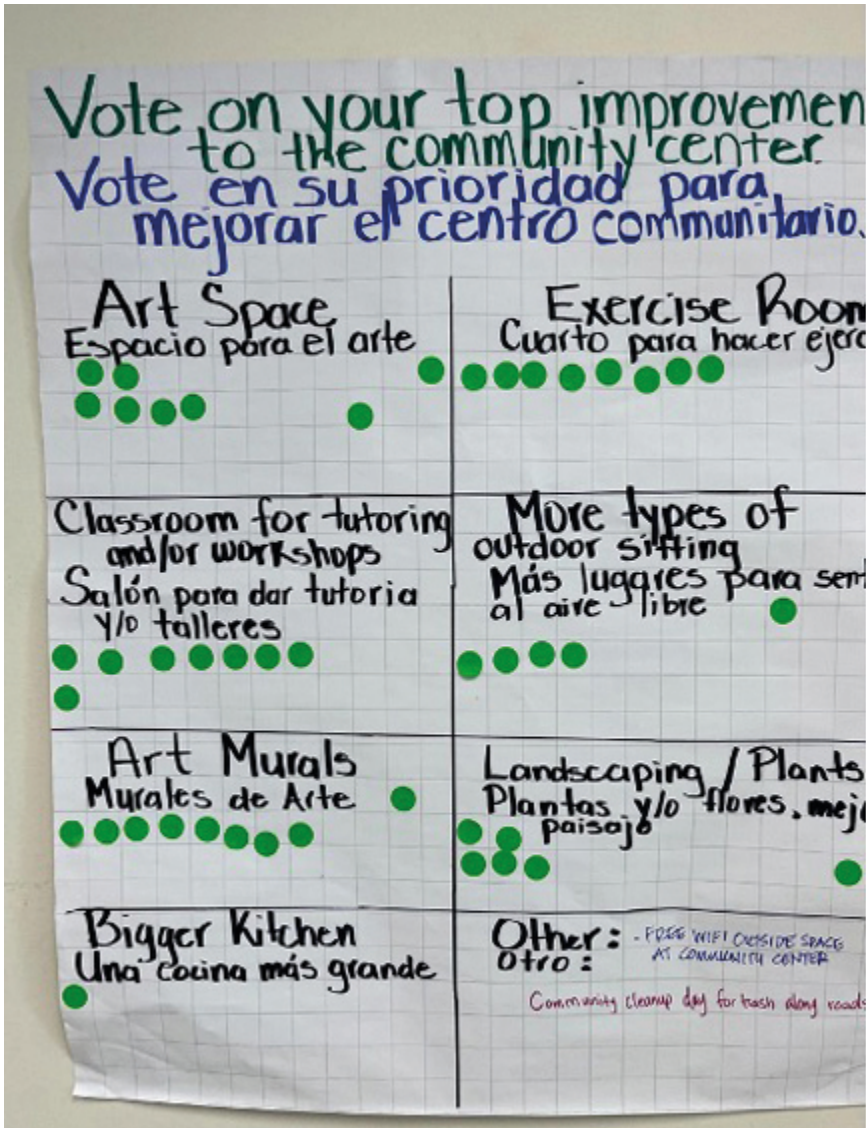 Vote on your top improvemen
to the community center.
Vote en su prioridad para
mejorar el centro communitario.
Art Space
Espacio para el arte
Exercise Room
Cuarto para hacer ejerc
Classroom for tutoring
and/or workshops
Salón para dar tutoria
y/o talleres
More types of
outdoor sitting
Más lugares para sent
al aire libre
Art Murals
Murales de Arte
Landscaping / Plants
Plantas y/o flores, mejo
paisajo
Bigger Kitchen
Una cocina más grande
Other:
Otro:
- FREE WIFI OUTSIDE SPACE
AT COMMUNITY CENTER
Community cleanup day for trash along roads